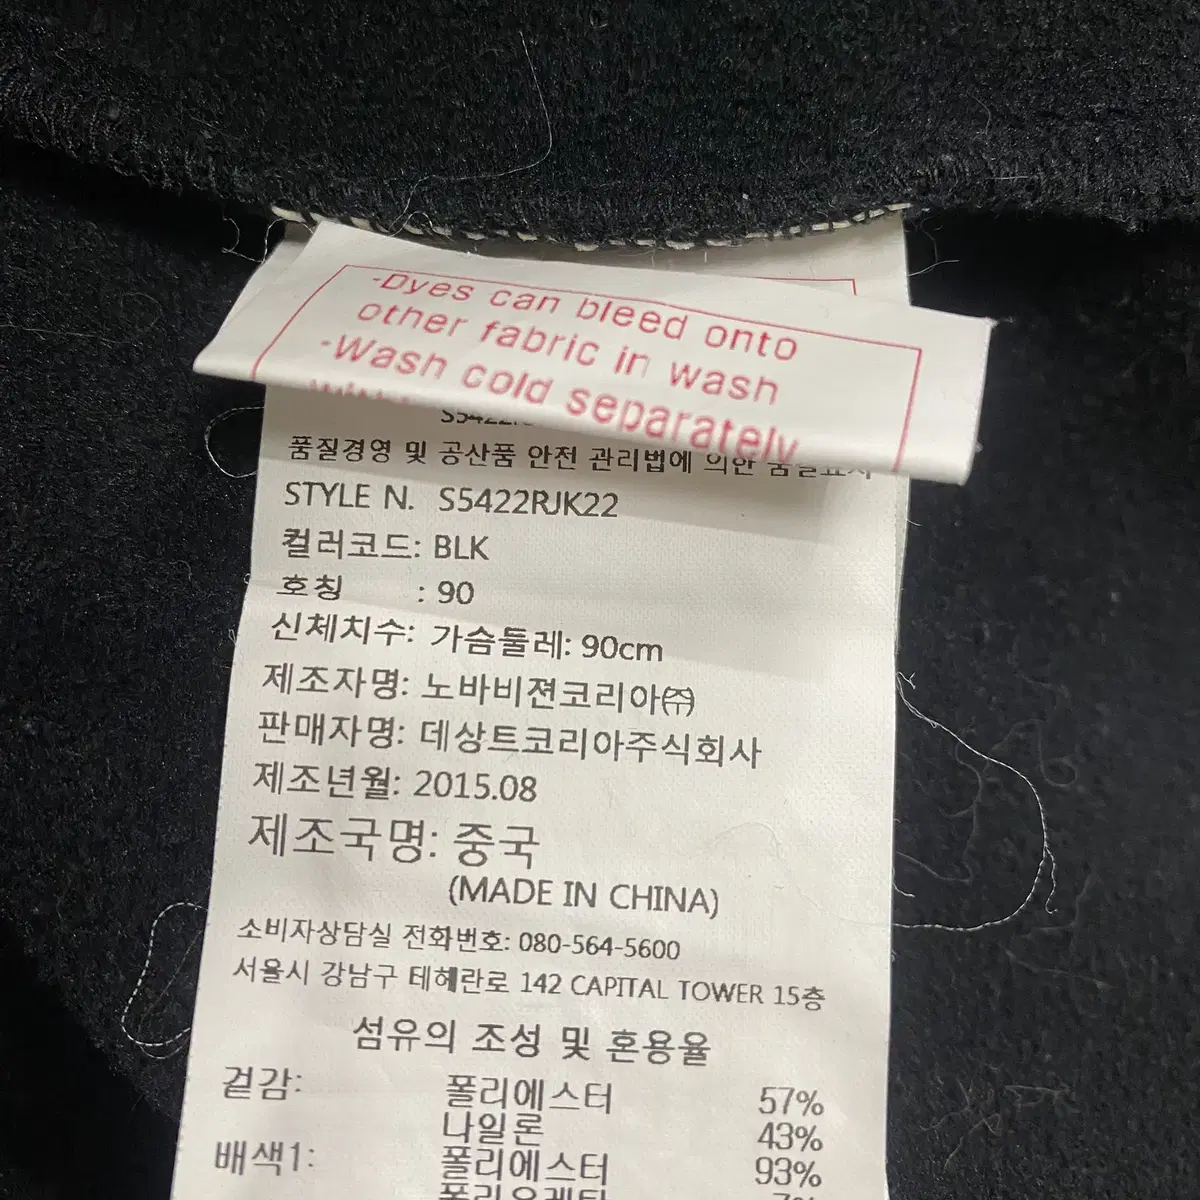 -Dyes can bleed onto
other fabric in wash
-Wash cold separately
품질경영 및 공산품 안전 관리법에 의한 품질표시
STYLE N. S5422RJK22
컬러코드: BLK
호칭 : 90
신체치수: 가슴둘레: 90cm
제조자명: 노바비젼코리아㈜
판매자명: 데상트코리아주식회사
제조년월: 2015.08
제조국명: 중국
(MADE IN CHINA)
소비자상담실 전화번호: 080-564-5600
서울시 강남구 테헤란로 142 CAPITAL TOWER 15층
섬유의 조성 및 혼용율
겉감: 폴리에스터 57%
나일론 43%
배색1: 폴리에스터 93%